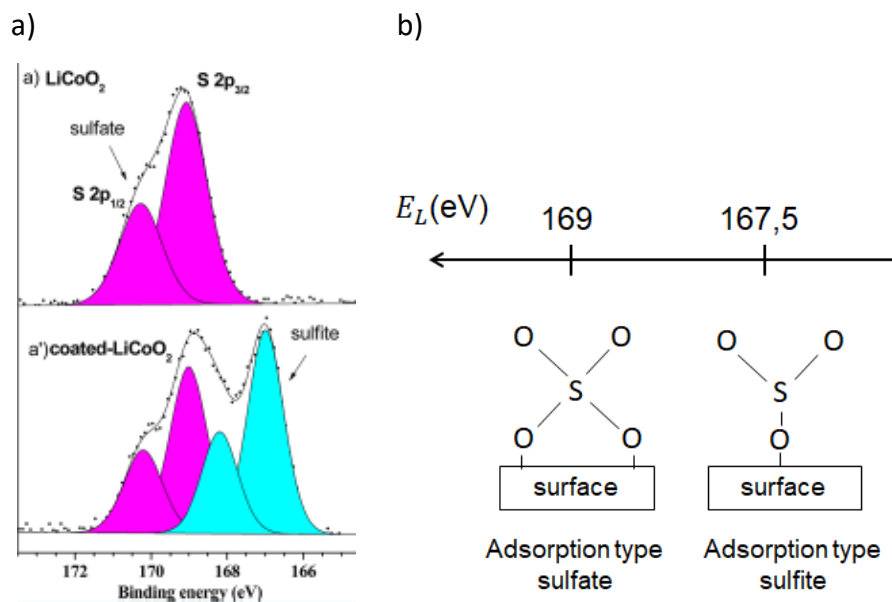 a)
b)
a) LiCoO₂
S 2p₃/₂
sulfate
S 2p₁/₂
a')coated-LiCoO₂
sulfite
172 170 168 166
Binding energy (eV)
E_L(eV)
169 167,5
O O O O
S S
O O O
surface surface
Adsorption type Adsorption type
sulfate sulfite